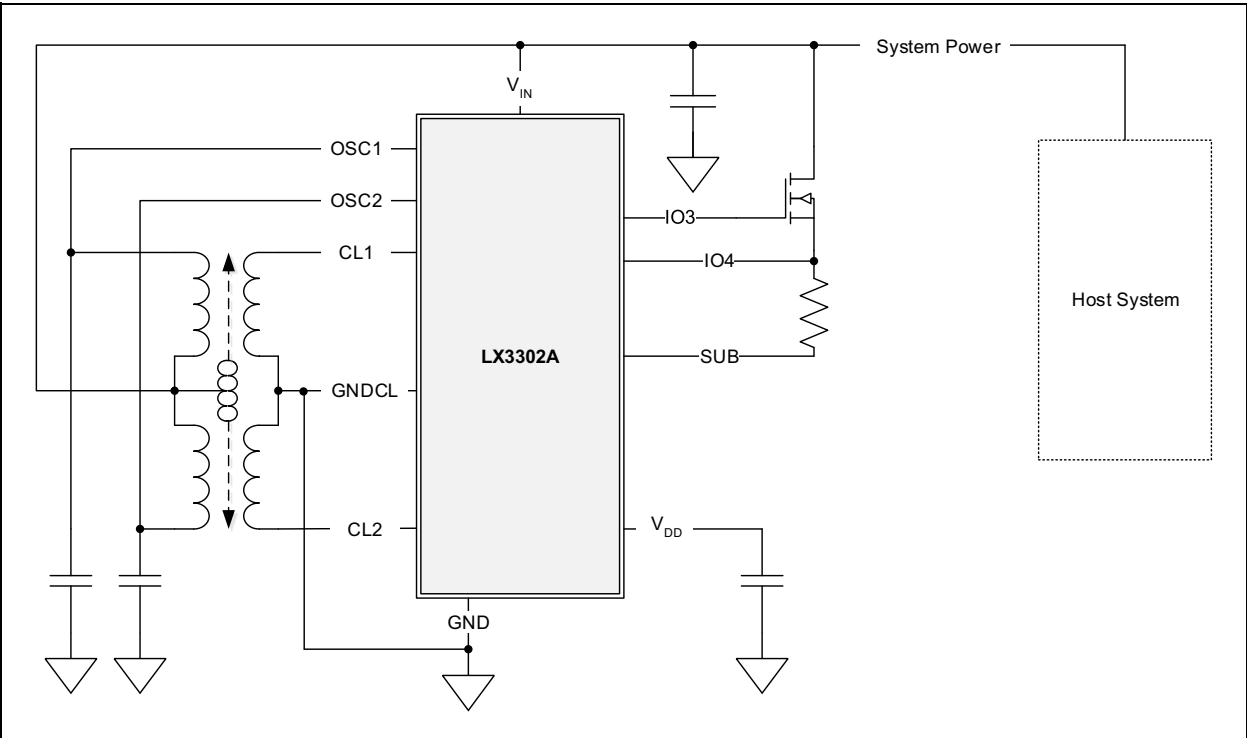 System Power
VIN
OSC1
OSC2
IO3
CL1
IO4
Host System
LX3302A
SUB
GNDCL
CL2
VDD
GND